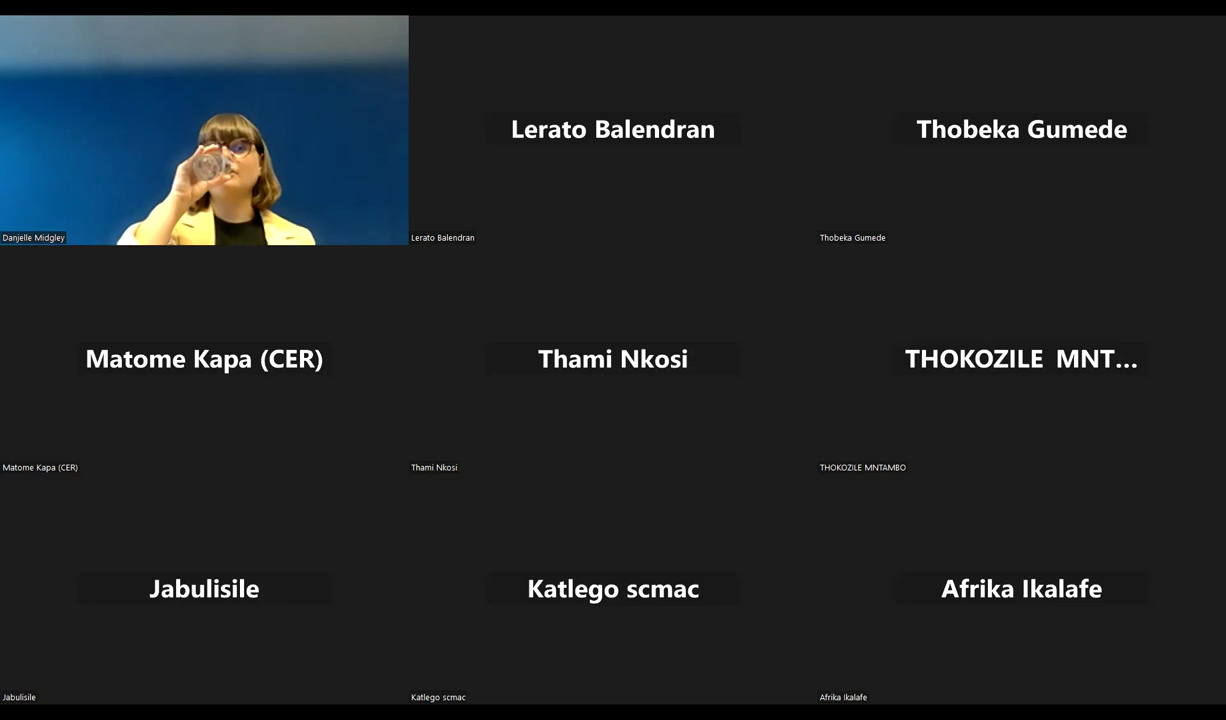 Lerato Balendran
Thobeka Gumede
Danjelle Midgley
Lerato Balendran
Thobeka Gumede
Matome Kapa (CER)
Thami Nkosi
THOKOZILE MNT...
Matome Kapa (CER)
Thami Nkosi
THOKOZILE MNTAMBO
Jabulisile
Katlego scmac
Afrika Ikalafe
Jabulisile
Katlego scmac
Afrika Ikalafe